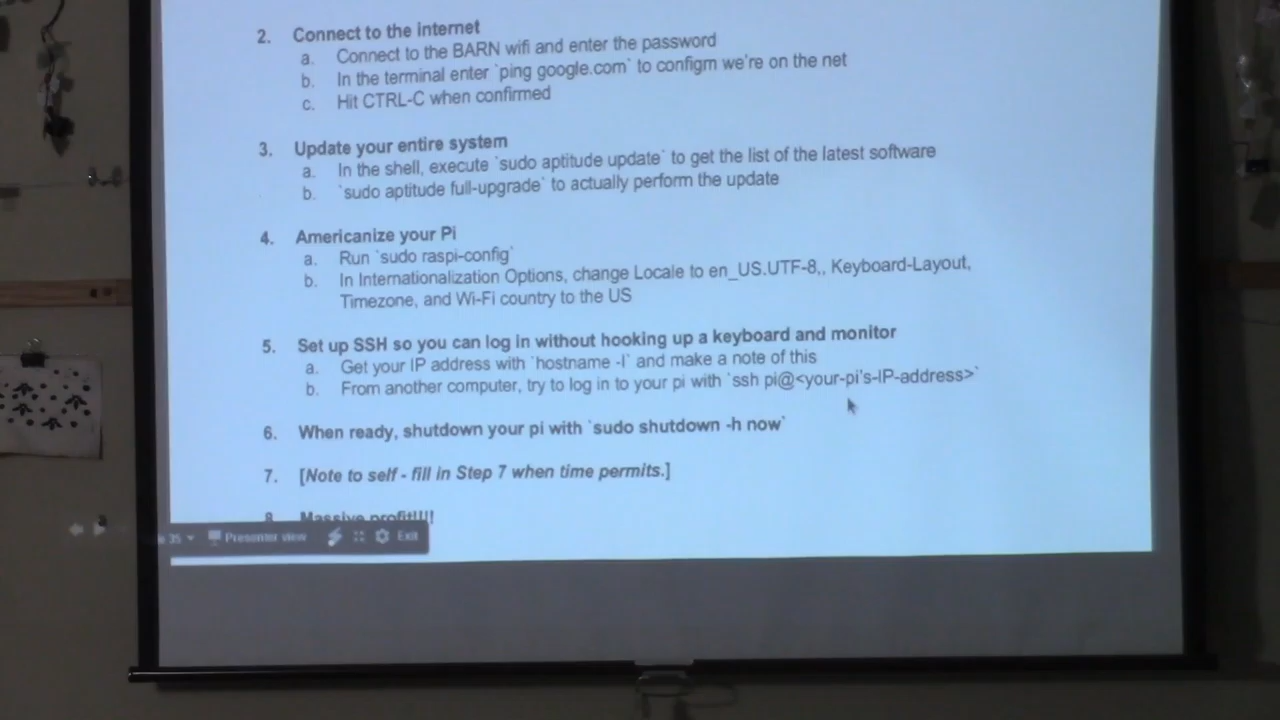 2. Connect to the internet
a. Connect to the BARN wifi and enter the password
b. In the terminal enter `ping google.com` to configm we're on the net
c. Hit CTRL-C when confirmed
3. Update your entire system
a. In the shell, execute `sudo aptitude update` to get the list of the latest software
b. `sudo aptitude full-upgrade` to actually perform the update
4. Americanize your Pi
a. Run `sudo raspi-config`
b. In Internationalization Options, change Locale to en_US.UTF-8,, Keyboard-Layout,
Timezone, and Wi-Fi country to the US
5. Set up SSH so you can log in without hooking up a keyboard and monitor
a. Get your IP address with `hostname -I` and make a note of this
b. From another computer, try to log in to your pi with `ssh pi@<your-pi's-IP-address>`
6. When ready, shutdown your pi with `sudo shutdown -h now`
7. [Note to self - fill in Step 7 when time permits.]
8. Massive profit!!!!
35 Presenter view Exit